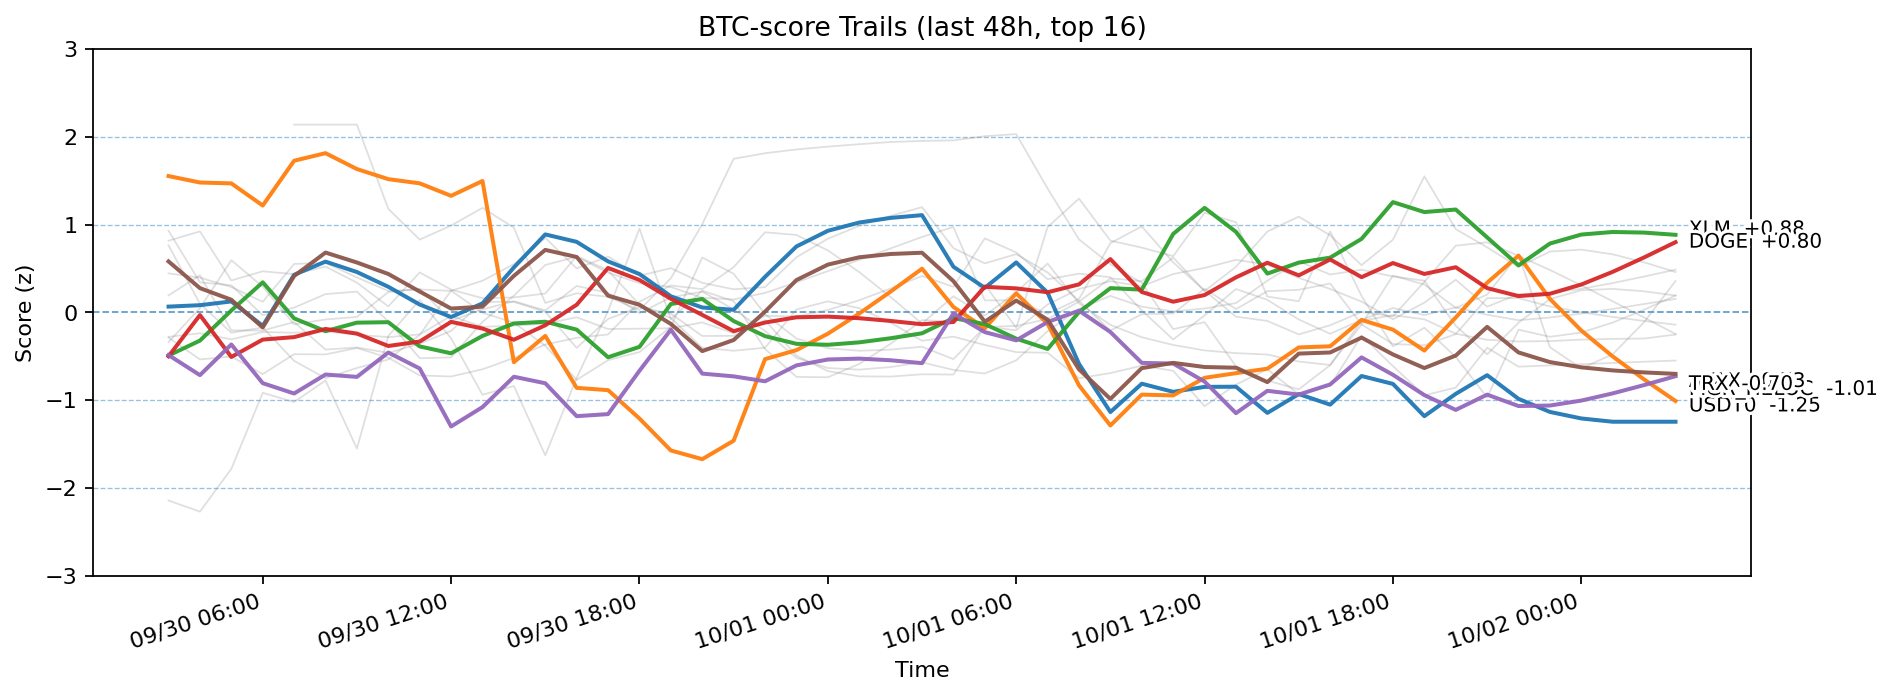 BTC-score Trails (last 48h, top 16)
Score (z)
3
2
1
0
−1
−2
−3
XLM +0.88
DOGE +0.80
TRX -0.73
-1.01
USDT0 -1.25
09/30 06:00
09/30 12:00
09/30 18:00
10/01 00:00
10/01 06:00
10/01 12:00
10/01 18:00
10/02 00:00
Time